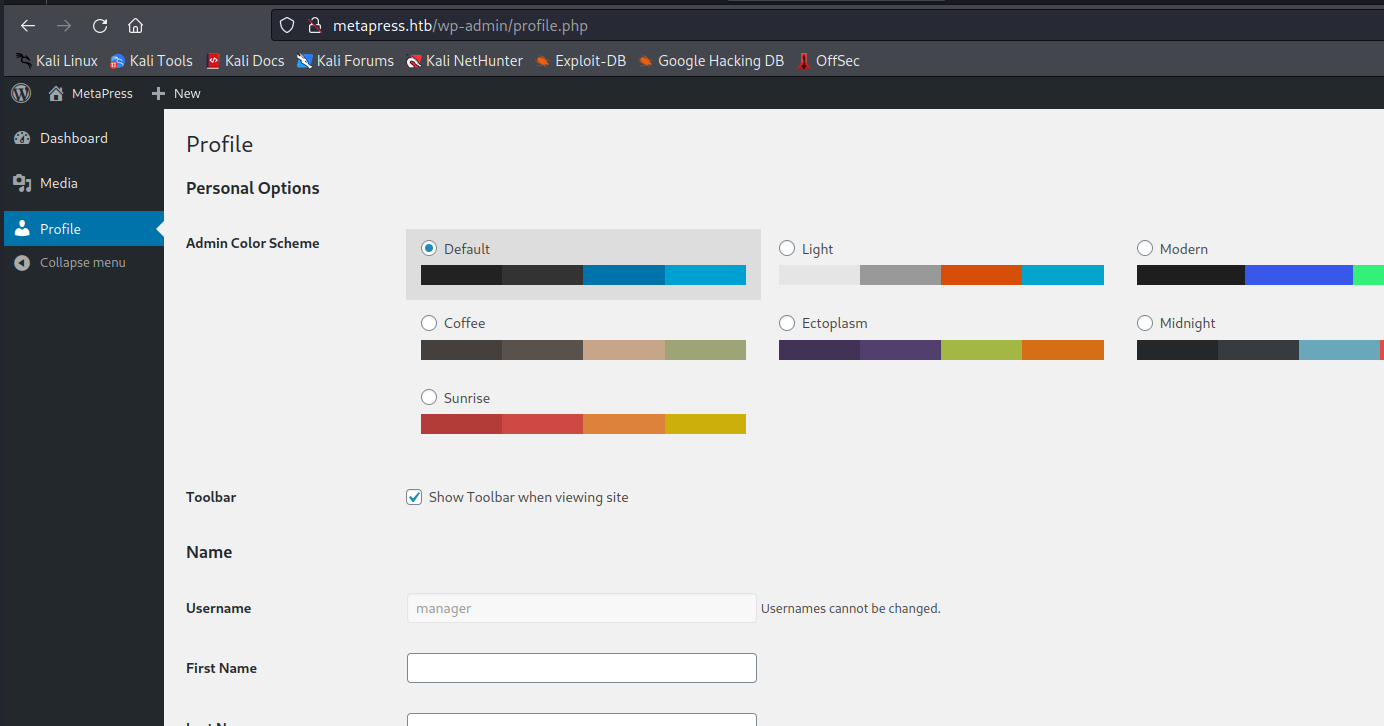 metapress.htb/wp-admin/profile.php
Kali Linux Kali Tools Kali Docs Kali Forums Kali NetHunter Exploit-DB Google Hacking DB OffSec
MetaPress New
Dashboard
Media
Profile
Collapse menu
Profile
Personal Options
Admin Color Scheme
Default Light Modern
Coffee Ectoplasm Midnight
Sunrise
Toolbar Show Toolbar when viewing site
Name
Username manager Usernames cannot be changed.
First Name